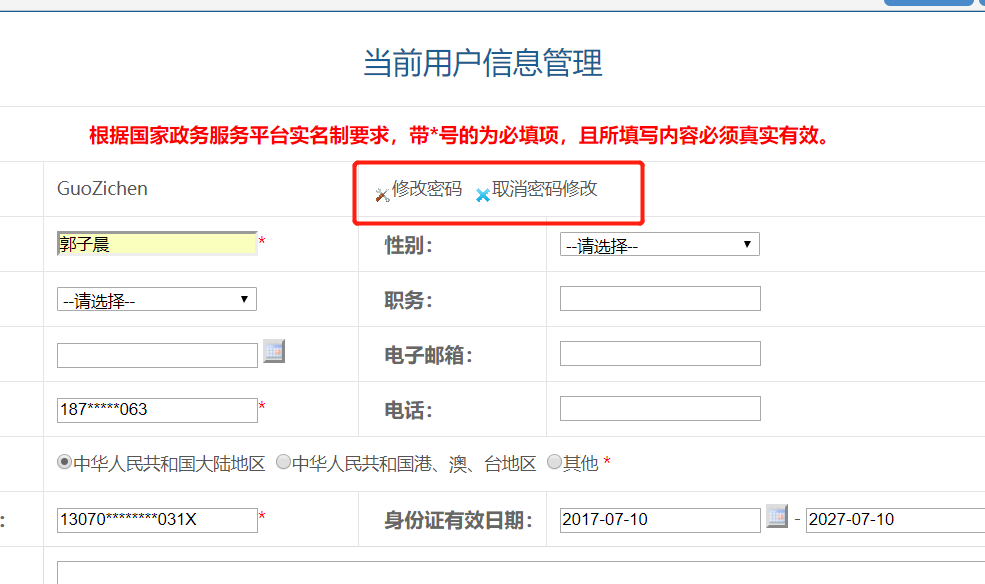 当前用户信息管理
根据国家政务服务平台实名制要求，带*号的为必填项，且所填写内容必须真实有效。
GuoZichen 修改密码 取消密码修改
郭子晨 * 性别： --请选择--
--请选择-- 职务：
电子邮箱：
187*****063 * 电话：
中华人民共和国大陆地区 中华人民共和国港、澳、台地区 其他 *
： 13070********031X * 身份证有效日期： 2017-07-10 - 2027-07-10